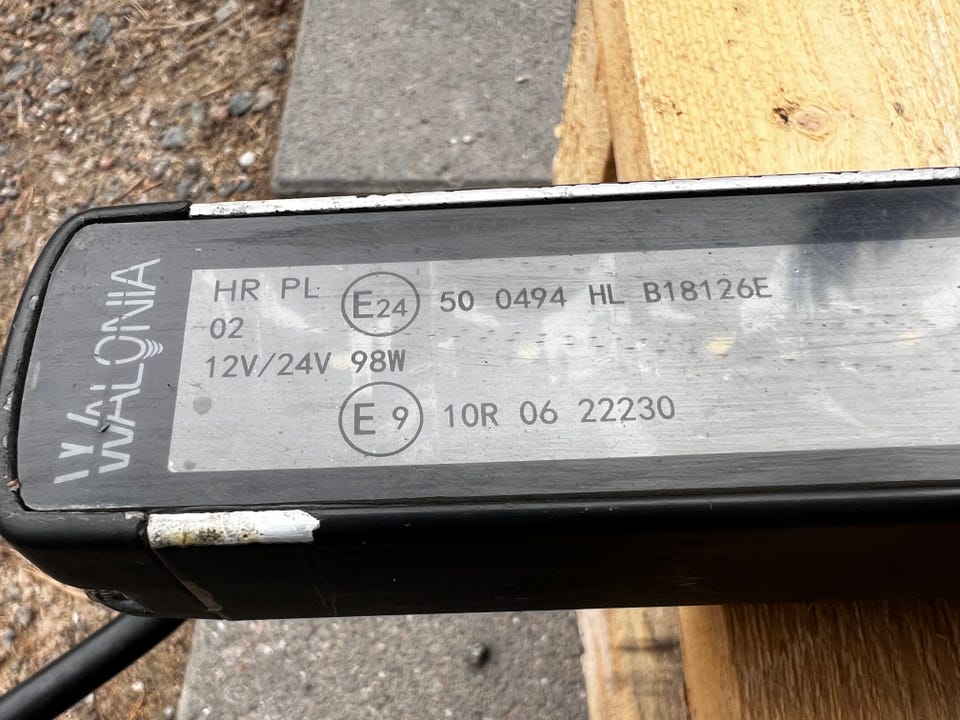 WALONIA
HR PL E24 50 0494 HL B18126E
02
12V/24V 98W
E 9 10R 06 22230